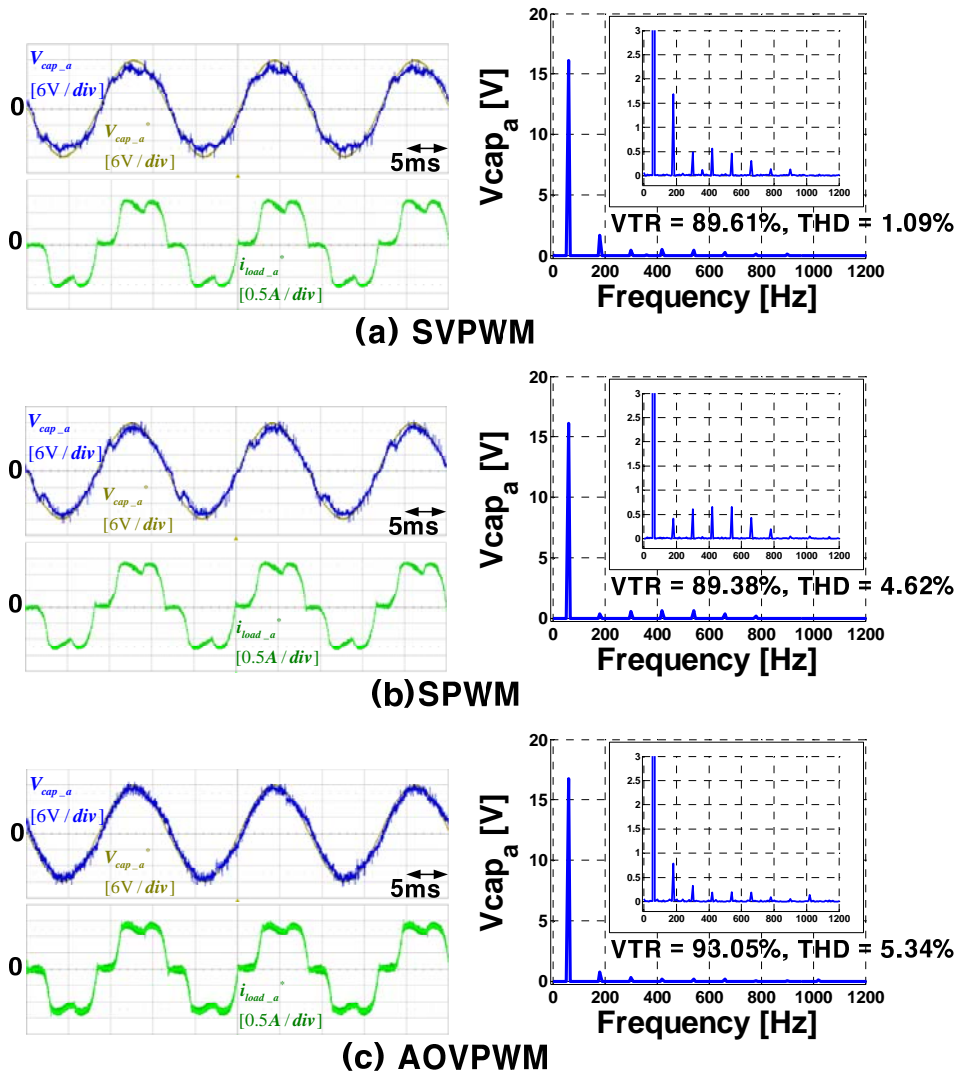 V_cap_a
[6V / div]
0
V_cap_a*
[6V / div]
5ms
0
i_load_a*
[0.5A / div]
Vcap_a [V]
20
15
10
5
0
0 200 400 600 800 1000 1200
3
2.5
2
1.5
1
0.5
0
0 200 400 600 800 1000 1200
VTR = 89.61%, THD = 1.09%
Frequency [Hz]
(a) SVPWM
V_cap_a
[6V / div]
0
V_cap_a*
[6V / div]
5ms
0
i_load_a*
[0.5A / div]
Vcap_a [V]
20
15
10
5
0
0 200 400 600 800 1000 1200
3
2.5
2
1.5
1
0.5
0
0 200 400 600 800 1000 1200
VTR = 89.38%, THD = 4.62%
Frequency [Hz]
(b)SPWM
V_cap_a
[6V / div]
0
V_cap_a*
[6V / div]
5ms
0
i_load_a*
[0.5A / div]
Vcap_a [V]
20
15
10
5
0
0 200 400 600 800 1000 1200
3
2.5
2
1.5
1
0.5
0
0 200 400 600 800 1000 1200
VTR = 93.05%, THD = 5.34%
Frequency [Hz]
(c) AOVPWM